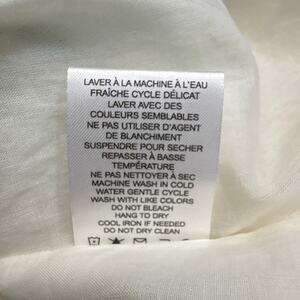 LAVER À LA MACHINE À L'EAU
FRAÎCHE CYCLE DÉLICAT
LAVER AVEC DES
COULEURS SEMBLABLES
NE PAS UTILISER D'AGENT
DE BLANCHIMENT
SUSPENDRE POUR SECHER
REPASSER À BASSE
TEMPÉRATURE
NE PAS NETTOYER À SEC
MACHINE WASH IN COLD
WATER GENTLE CYCLE
WASH WITH LIKE COLORS
DO NOT BLEACH
HANG TO DRY
COOL IRON IF NEEDED
DO NOT DRY CLEAN